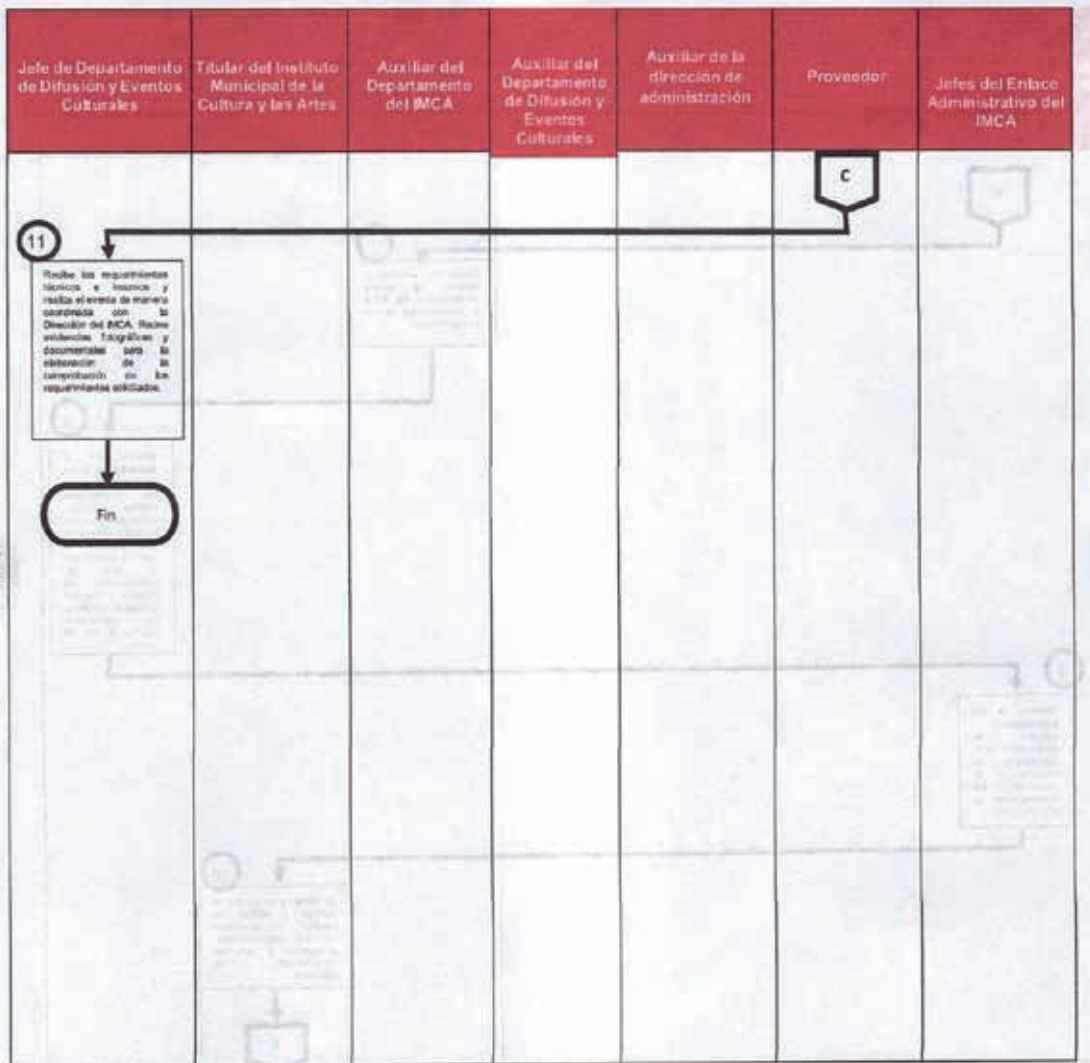 Jefe de Departamento
de Difusión y Eventos
Culturales
Titular del Instituto
Municipal de la
Cultura y las Artes
Auxiliar del
Departamento
del IMCA
Auxiliar del
Departamento
de Difusión y
Eventos
Culturales
Auxiliar de la
dirección de
administración
Proveedor
Jefes del Enlace
Administrativo del
IMCA
C
11
Recibe los requerimientos
técnicos e insumos y
realiza el evento de manera
coordinada con la
Dirección del IMCA. Reúne
evidencias fotográficas y
documentales para la
elaboración de la
comprobación de los
requerimientos solicitados.
Fin